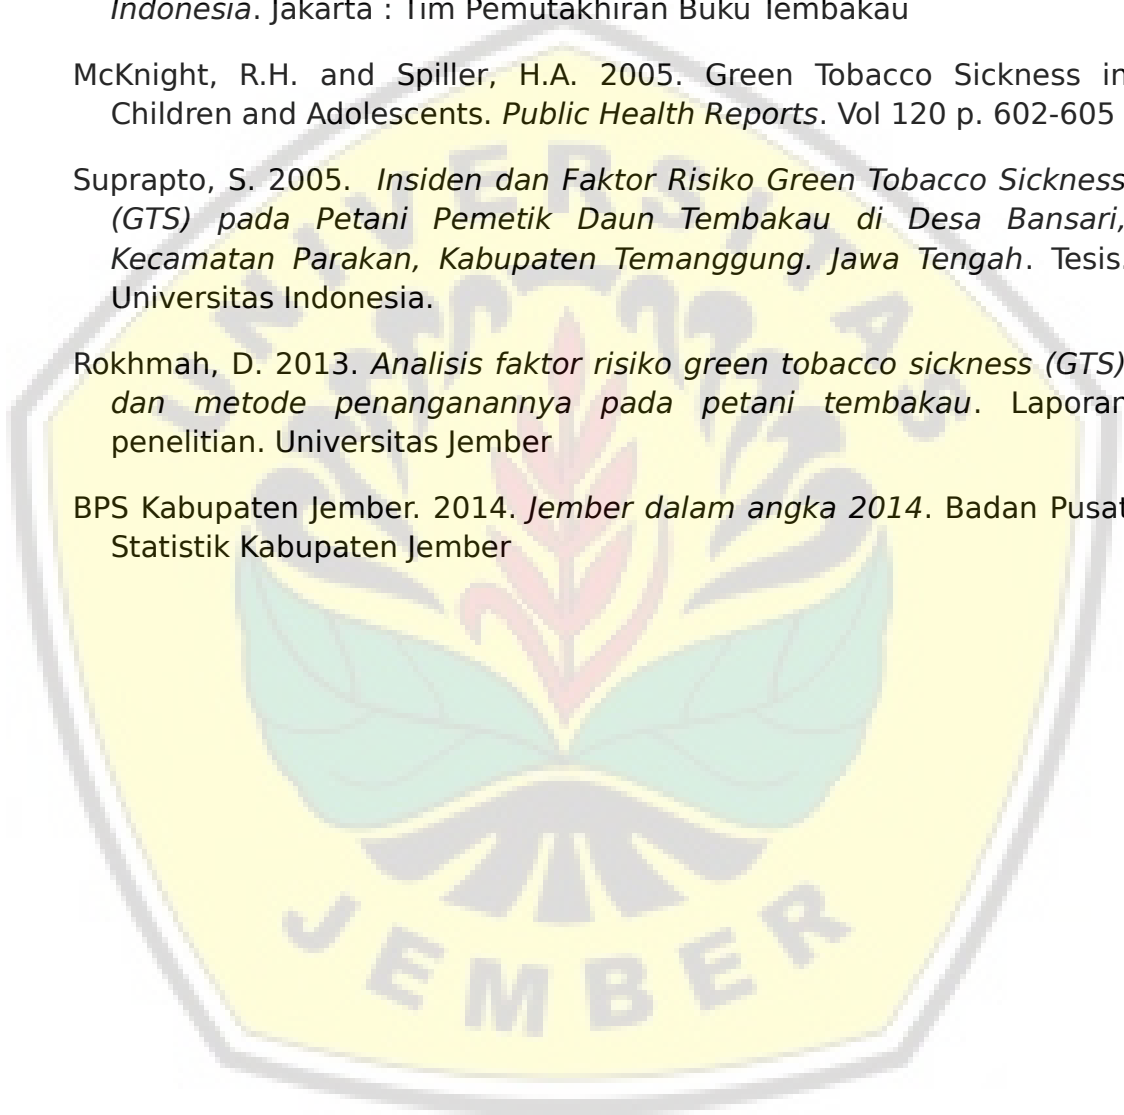 Indonesia. Jakarta : Tim Pemutakhiran Buku Tembakau
McKnight, R.H. and Spiller, H.A. 2005. Green Tobacco Sickness in
Children and Adolescents. Public Health Reports. Vol 120 p. 602-605
Suprapto, S. 2005. Insiden dan Faktor Risiko Green Tobacco Sickness
(GTS) pada Petani Pemetik Daun Tembakau di Desa Bansari,
Kecamatan Parakan, Kabupaten Temanggung. Jawa Tengah. Tesis.
Universitas Indonesia.
Rokhmah, D. 2013. Analisis faktor risiko green tobacco sickness (GTS)
dan metode penanganannya pada petani tembakau. Laporan
penelitian. Universitas Jember
BPS Kabupaten Jember. 2014. Jember dalam angka 2014. Badan Pusat
Statistik Kabupaten Jember
UNIVERSITAS
JEMBER